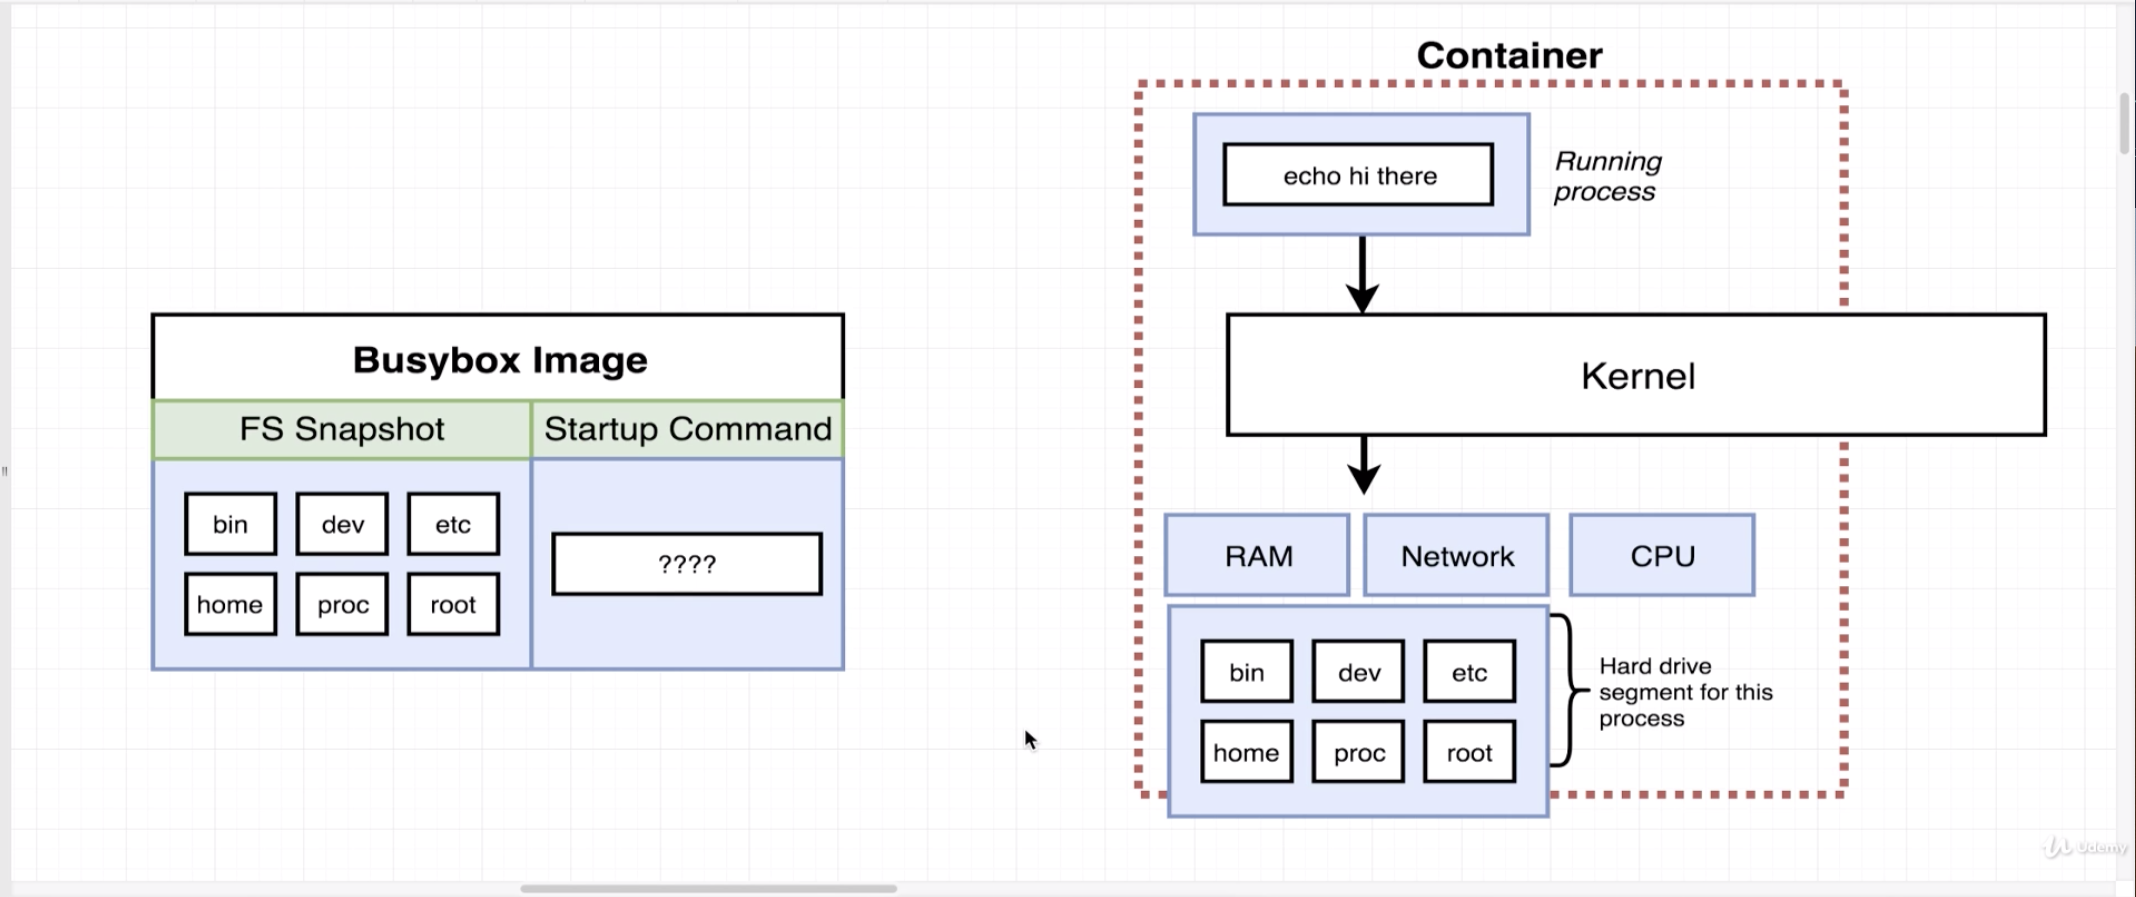 Container
echo hi there
Running
process
Busybox Image
Kernel
FS Snapshot
Startup Command
bin
dev
etc
????
home
proc
root
RAM
Network
CPU
bin
dev
etc
home
proc
root
Hard drive
segment for this
process
Udemy